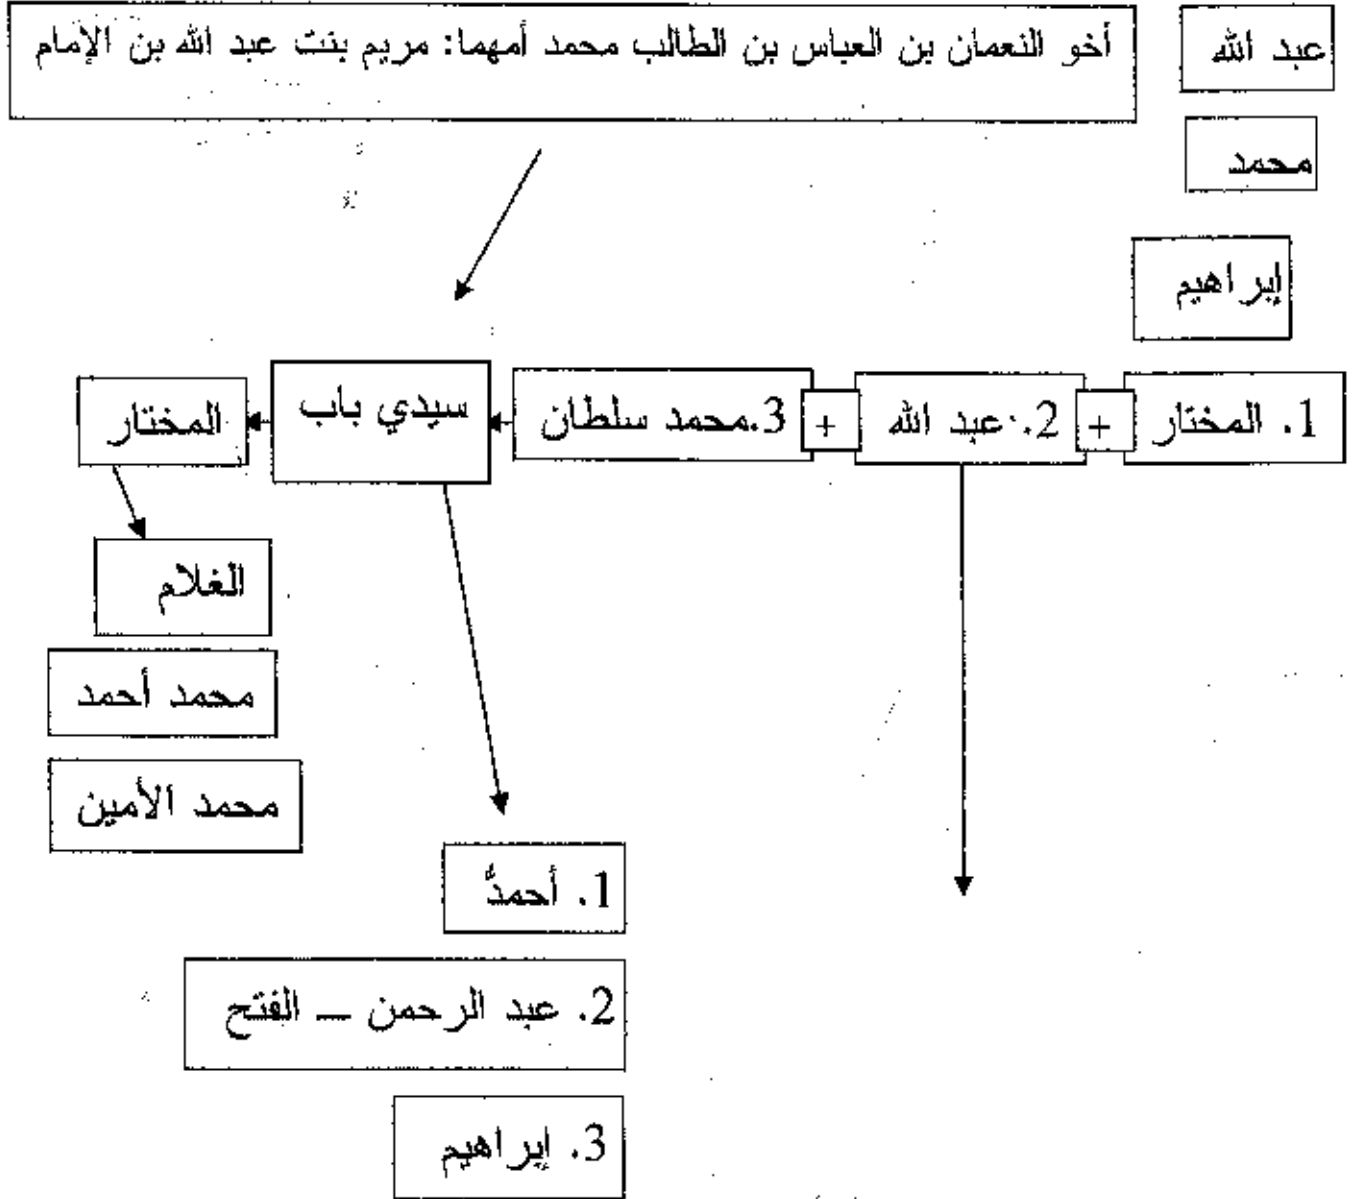 عبد الله
أخو النعمان بن العباس بن الطالب محمد أمهما: مريم بنت عبد الله بن الإمام
محمد
إبراهيم
1. المختار + 2. عبد الله + 3.محمد سلطان سيدي باب المختار
الغلام
محمد أحمد
محمد الأمين
1. أحمدُّ
2. عبد الرحمن – الفتح
3. إبراهيم